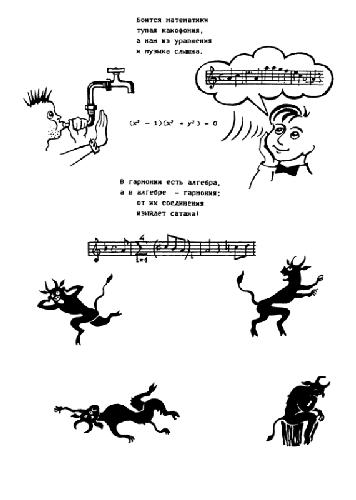 Боится математики
тупая какофония,
а нам из уравнения
и музыка слышна.
(x² - 1)(x² + y²) = 0
В гармонии есть алгебра,
а в алгебре - гармония;
от их соединения
изыдет сатана!